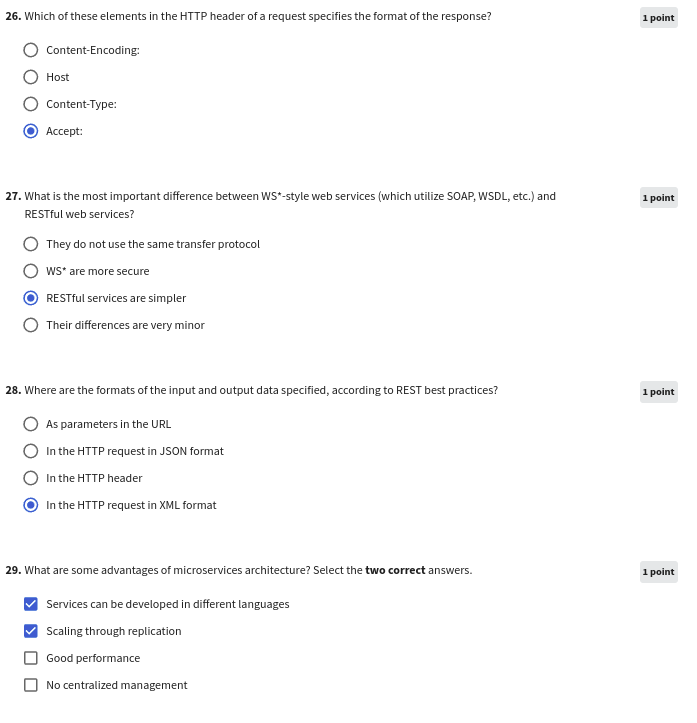 26. Which of these elements in the HTTP header of a request specifies the format of the response?
1 point
Content-Encoding:
Host
Content-Type:
Accept:
27. What is the most important difference between WS*-style web services (which utilize SOAP, WSDL, etc.) and
RESTful web services?
1 point
They do not use the same transfer protocol
WS* are more secure
RESTful services are simpler
Their differences are very minor
28. Where are the formats of the input and output data specified, according to REST best practices?
1 point
As parameters in the URL
In the HTTP request in JSON format
In the HTTP header
In the HTTP request in XML format
29. What are some advantages of microservices architecture? Select the two correct answers.
1 point
Services can be developed in different languages
Scaling through replication
Good performance
No centralized management